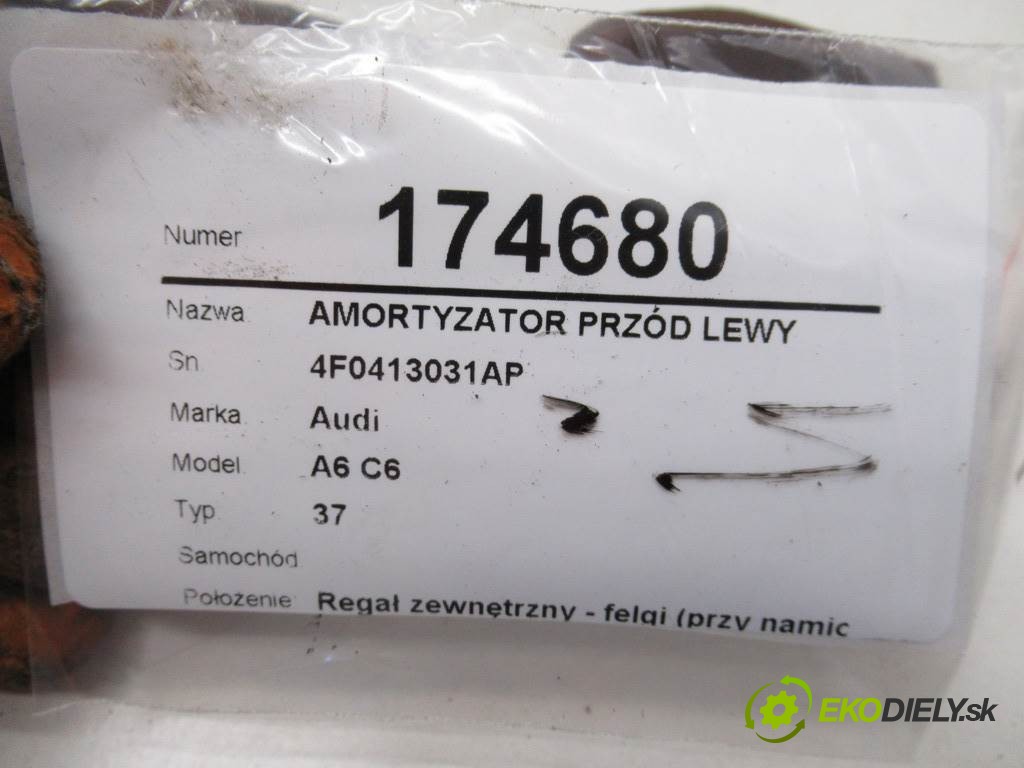 Numer 174680
Nazwa AMORTYZATOR PRZÓD LEWY
Sn 4F0413031AP
Marka Audi
Model A6 C6
Typ 37
Samochód
Położenie Regał zewnętrzny - felgi (przy namic
EKODIELY.sk